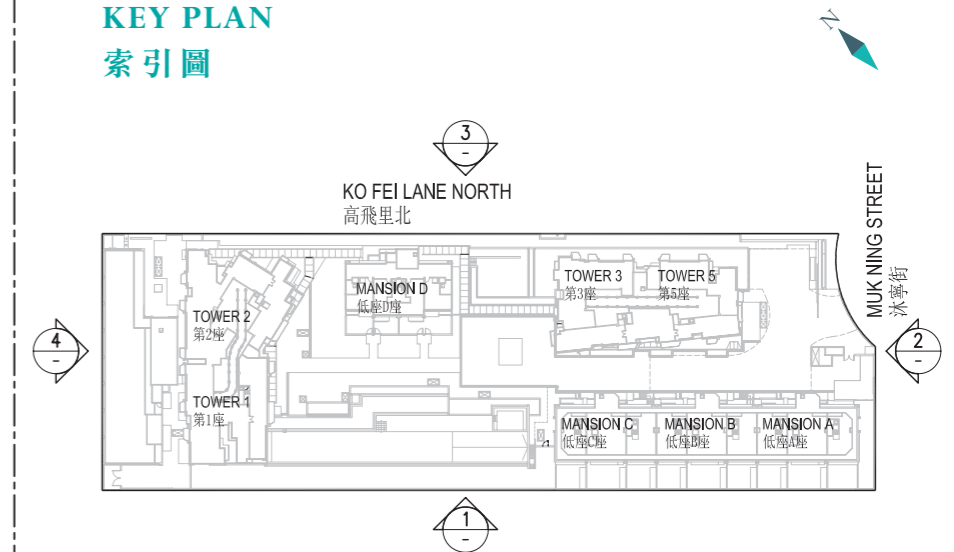 KEY PLAN
索引圖
N
3
-
KO FEI LANE NORTH
高飛里北
MUK NING STREET
沐寧街
TOWER 2
第2座
MANSION D
低座D座
TOWER 3
第3座
TOWER 5
第5座
4
-
2
-
TOWER 1
第1座
MANSION C
低座C座
MANSION B
低座B座
MANSION A
低座A座
1
-